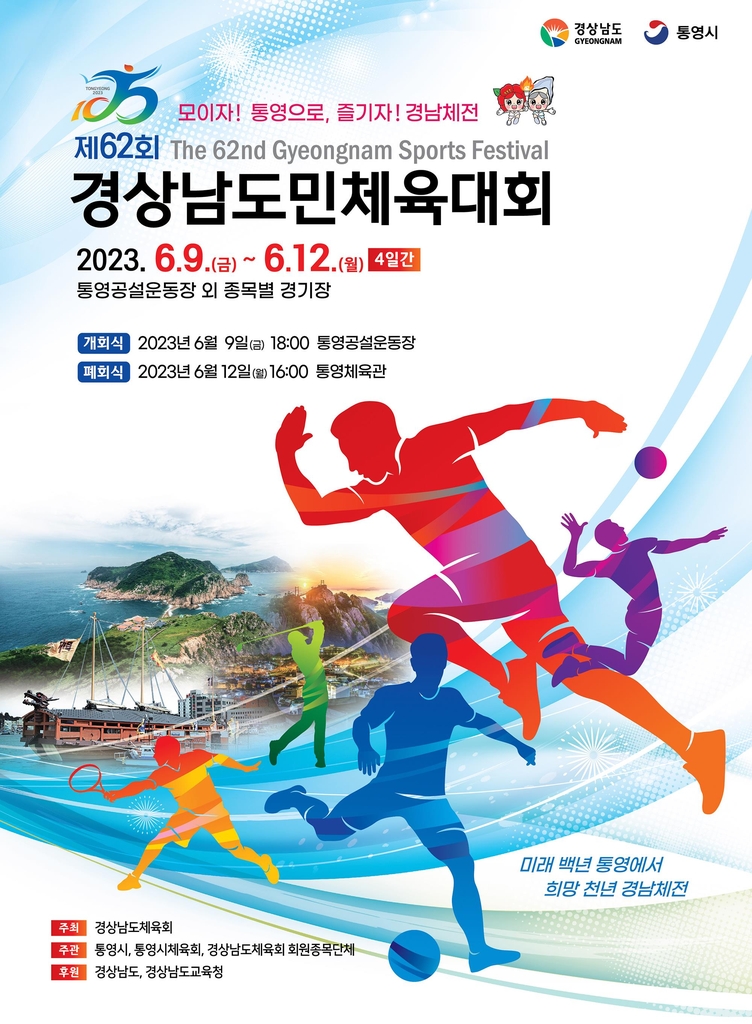 경상남도
GYEONGNAM
통영시
TONGYEONG
2023
105
모이자! 통영으로, 즐기자! 경남체전
제62회 The 62nd Gyeongnam Sports Festival
경상남도민체육대회
2023. 6.9.(금) ~ 6.12.(월) 4일간
통영공설운동장 외 종목별 경기장
개회식 2023년 6월 9일(금) 18:00 통영공설운동장
폐회식 2023년 6월 12일(월) 16:00 통영체육관
미래 백년 통영에서
희망 천년 경남체전
주최 경상남도체육회
주관 통영시, 통영시체육회, 경상남도체육회 회원종목단체
후원 경상남도, 경상남도교육청